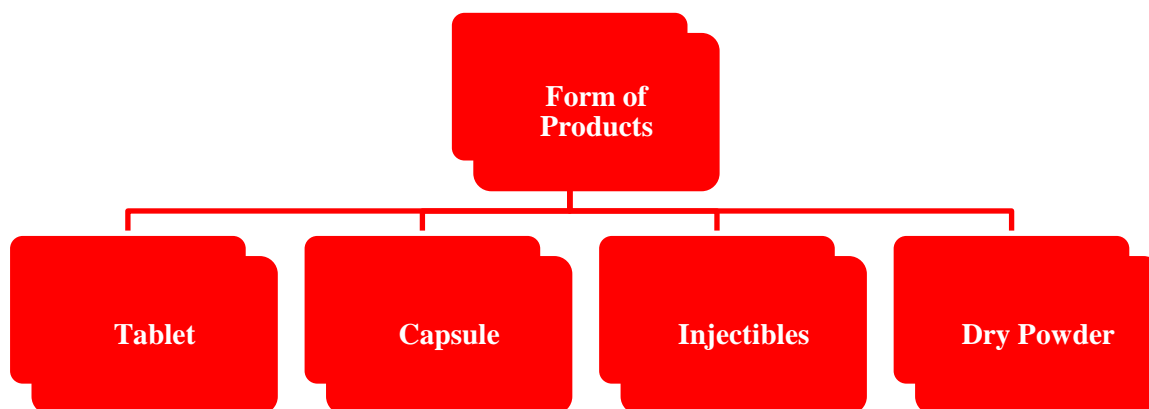 Form of
Products
Tablet
Capsule
Injectibles
Dry Powder